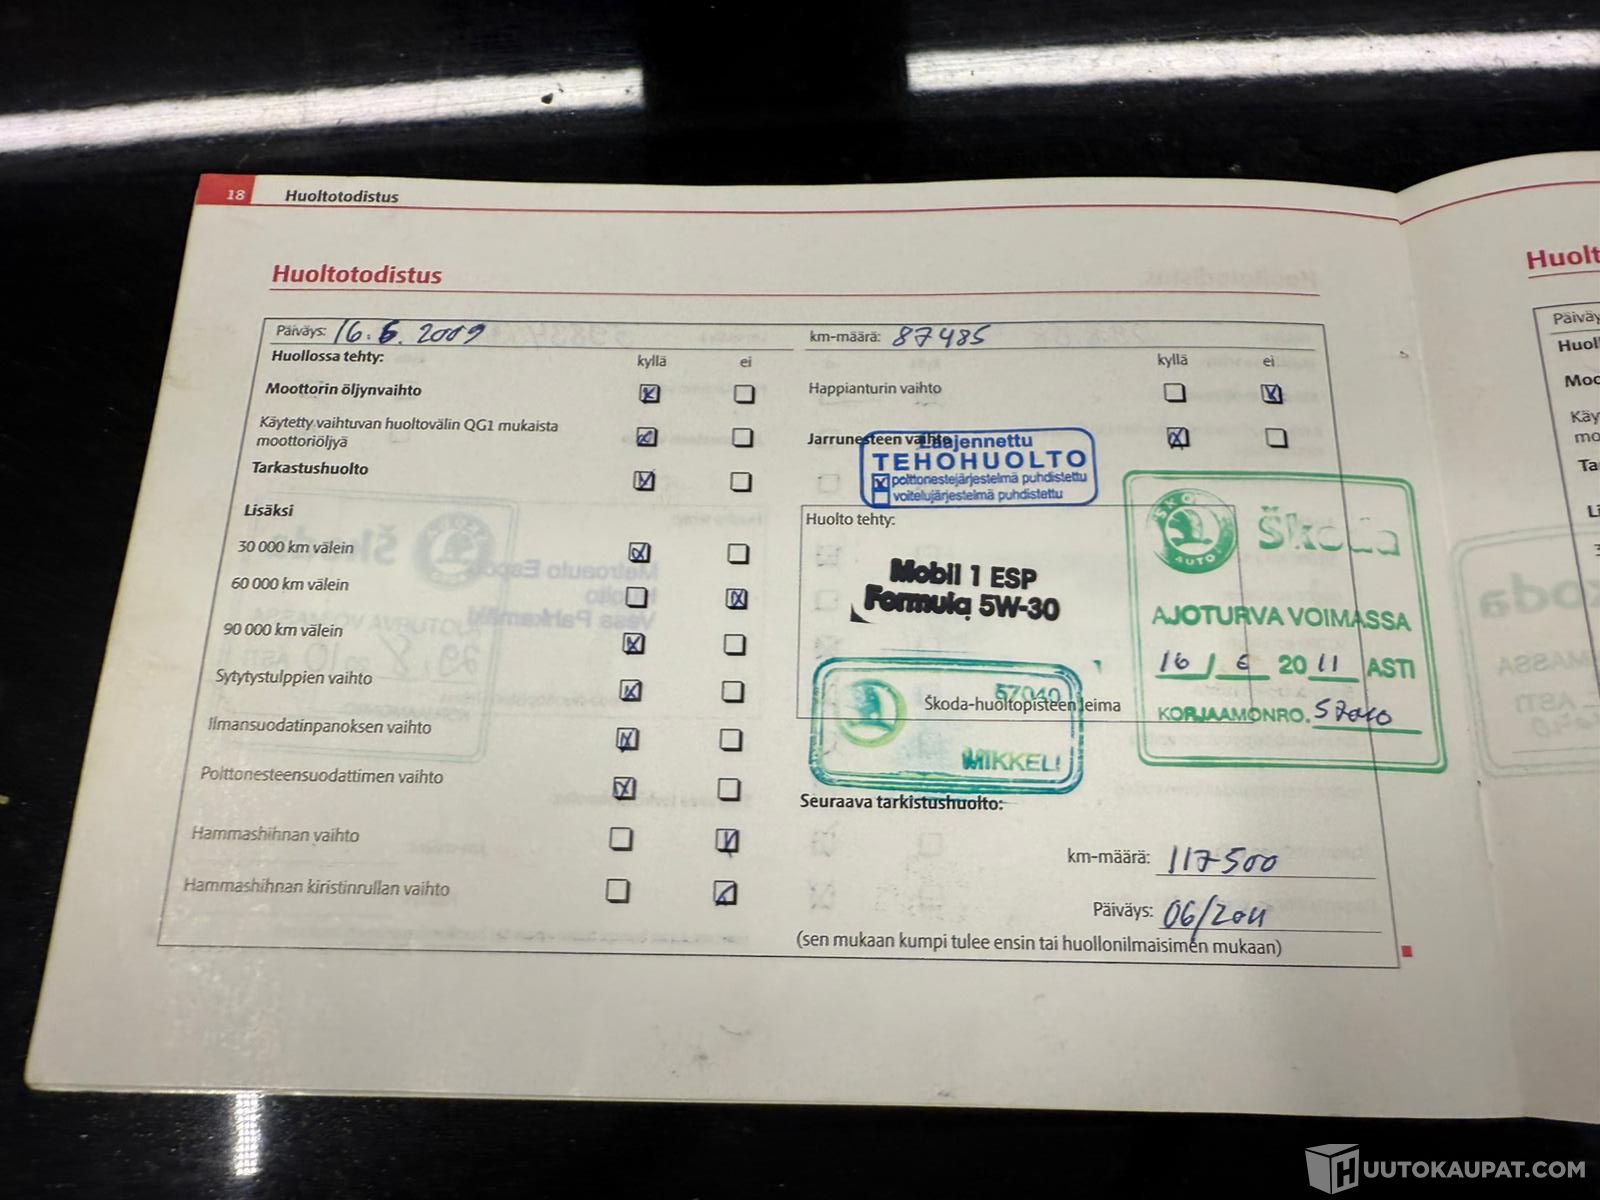 18 Huoltotodistus
Huoltotodistus
Päiväys: 16.6.2009
km-määrä: 87485
Huollossa tehty: kyllä ei
kyllä ei
Moottorin öljynvaihto
Happianturin vaihto
Käytetty vaihtuvan huoltovälin QG1 mukaista
moottoriöljyä
Jarrunesteen vaihto
Laajennettu
TEHOHUOLTO
polttonestejärjestelmä puhdistettu
voitelujärjestelmä puhdistettu
Tarkastushuolto
Lisäksi
30 000 km välein
60 000 km välein
90 000 km välein
Sytytystulppien vaihto
Ilmansuodatinpanoksen vaihto
Polttonesteensuodattimen vaihto
Hammashihnan vaihto
Hammashihnan kiristinrullan vaihto
Huolto tehty:
Mobil 1 ESP
Formula 5W-30
57040
Škoda-huoltopisteen leima
MIKKELI
ŠKODA
AUTO
Škoda
AJOTURVA VOIMASSA
16 / 6 2011 ASTI
KORJAAMONRO. 57040
Seuraava tarkistushuolto:
km-määrä: 117500
Päiväys: 06/2011
(sen mukaan kumpi tulee ensin tai huollonilmaisimen mukaan)
Huolt
Päiväy
Huol
Moo
Käy
mo
Ta
Li
HUUTOKAUPAT.COM